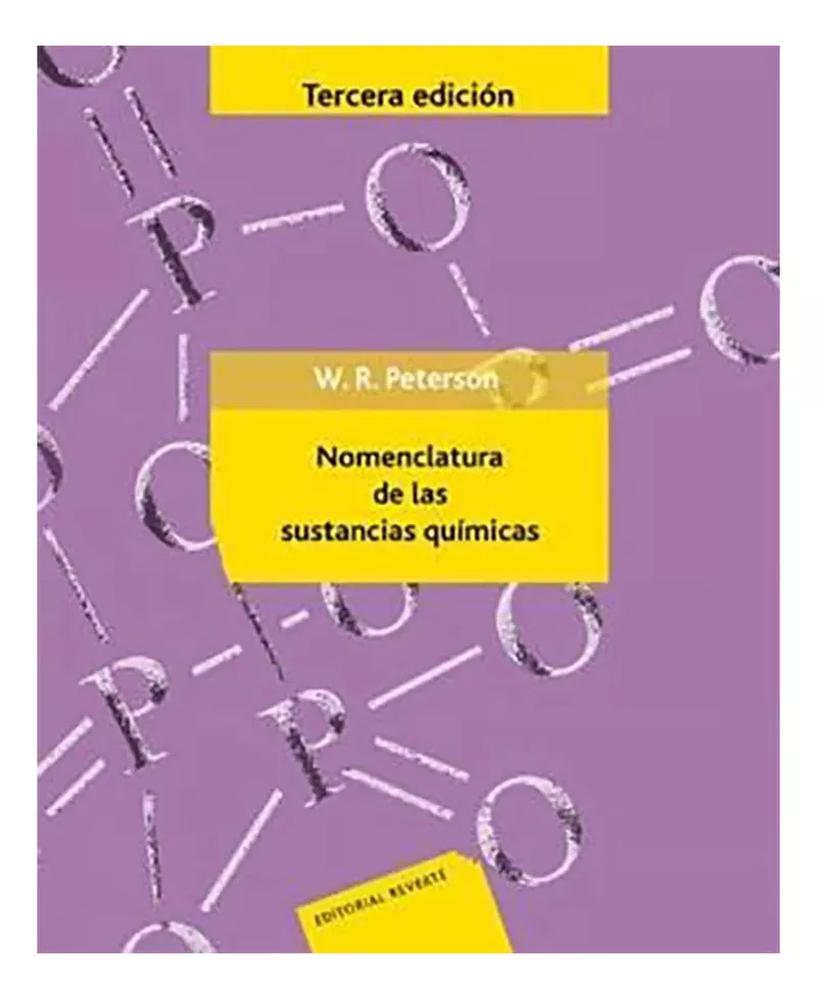 Tercera edición
O
P
O
O
O
W. R. Peterson
O
Nomenclatura
de las
sustancias químicas
O
O
O
P
P
O
O
EDITORIAL REVERTÉ